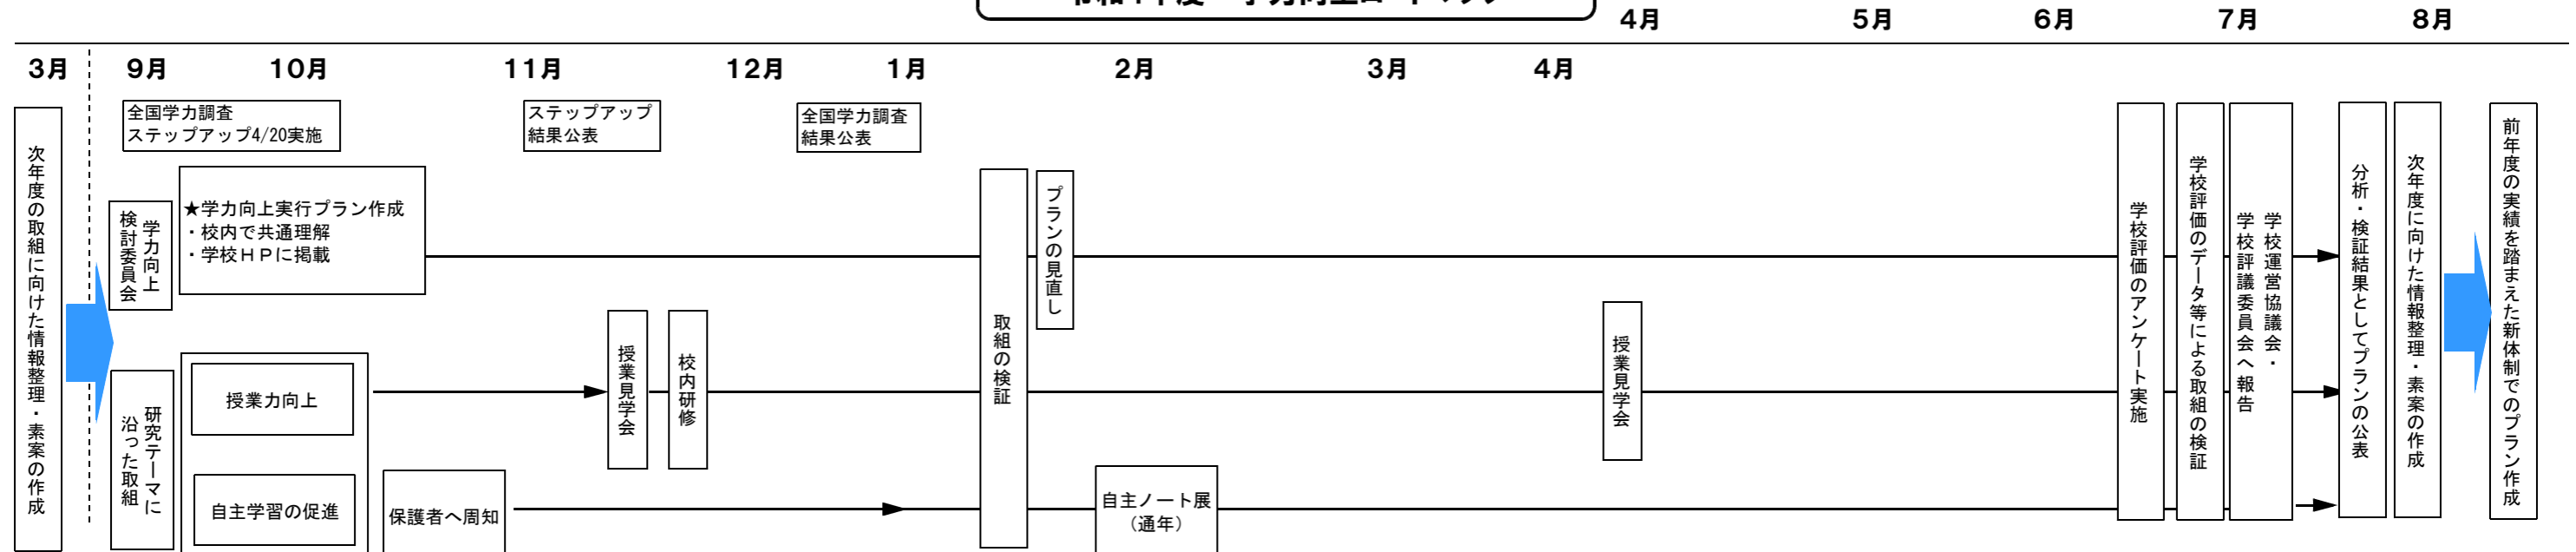 4月
5月
6月
7月
8月
3月
9月
10月
11月
12月
1月
2月
3月
4月
次年度の取組に向けた情報整理・素案の作成
全国学力調査
ステップアップ4/20実施
ステップアップ
結果公表
全国学力調査
結果公表
学力向上
検討委員会
★学力向上実行プラン作成
・校内で共通理解
・学校ＨＰに掲載
研究テーマに
沿った取組
授業力向上
自主学習の促進
保護者へ周知
授業見学会
校内研修
取組の検証
プランの見直し
自主ノート展
（通年）
授業見学会
学校評価のアンケート実施
学校評価のデータ等による取組の検証
学校運営協議会・
学校評議委員会へ報告
分析・検証結果としてプランの公表
次年度に向けた情報整理・素案の作成
前年度の実績を踏まえた新体制でのプラン作成